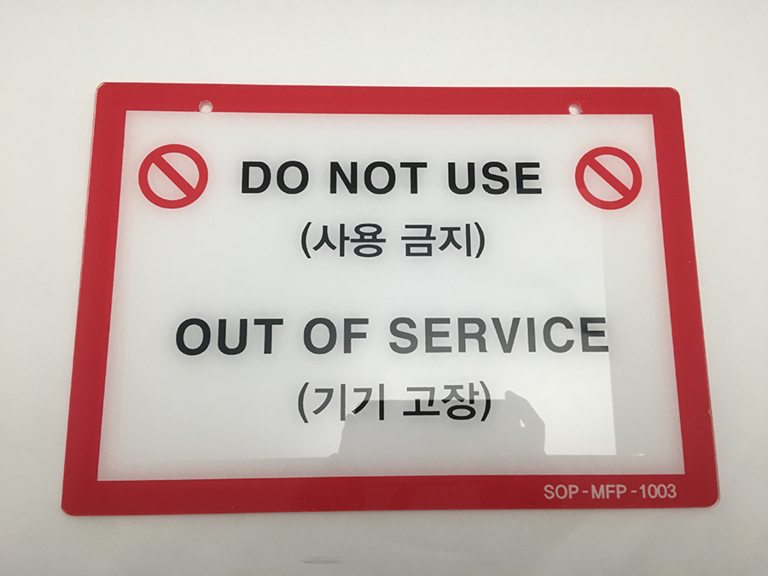 DO NOT USE
(사용 금지)
OUT OF SERVICE
(기기 고장)
SOP-MFP-1003